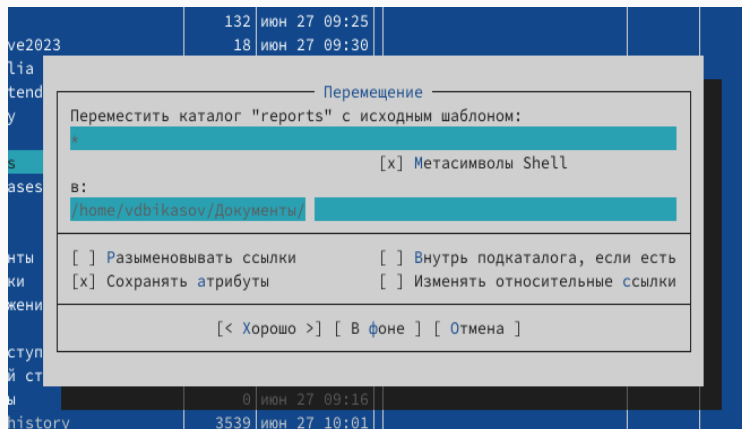 132 июн 27 09:25
ve2023 18 июн 27 09:30
lia
tend Перемещение
y Переместить каталог "reports" с исходным шаблоном:
*
s [x] Метасимволы Shell
ases в:
/home/vdbikasov/Документы/
нты [ ] Разыменовывать ссылки [ ] Внутрь подкаталога, если есть
ки [x] Сохранять атрибуты [ ] Изменять относительные ссылки
жени
[< Хорошо >] [ В фоне ] [ Отмена ]
ступ
й ст
ы 0 июн 27 09:16
history 3539 июн 27 10:01